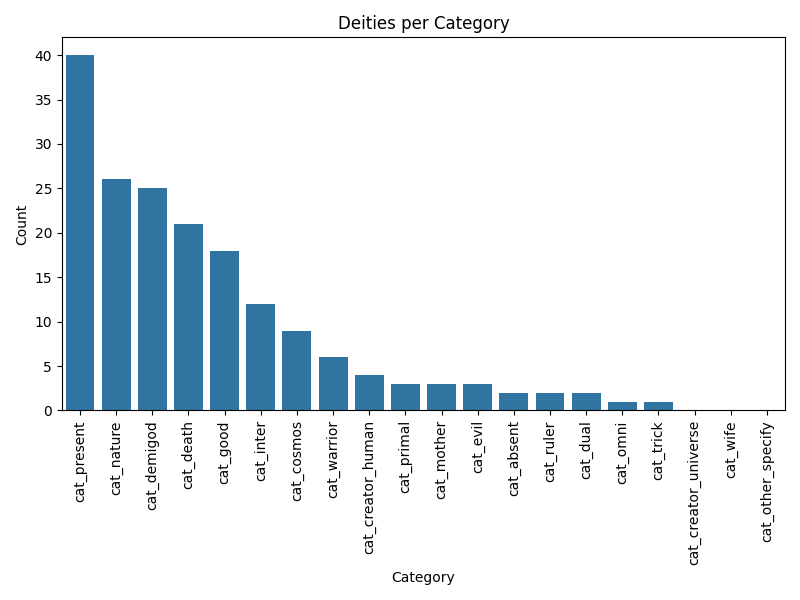 Deities per Category
Count
40
35
30
25
20
15
10
5
0
cat_present
cat_nature
cat_demigod
cat_death
cat_good
cat_inter
cat_cosmos
cat_warrior
cat_creator_human
cat_primal
cat_mother
cat_evil
cat_absent
cat_ruler
cat_dual
cat_omni
cat_trick
cat_creator_universe
cat_wife
cat_other_specify
Category